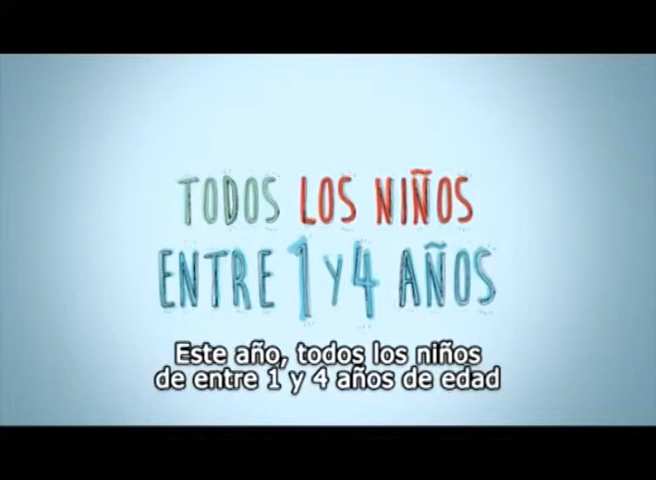 TODOS LOS NIÑOS
ENTRE 1 Y 4 AÑOS
Este año, todos los niños
de entre 1 y 4 años de edad